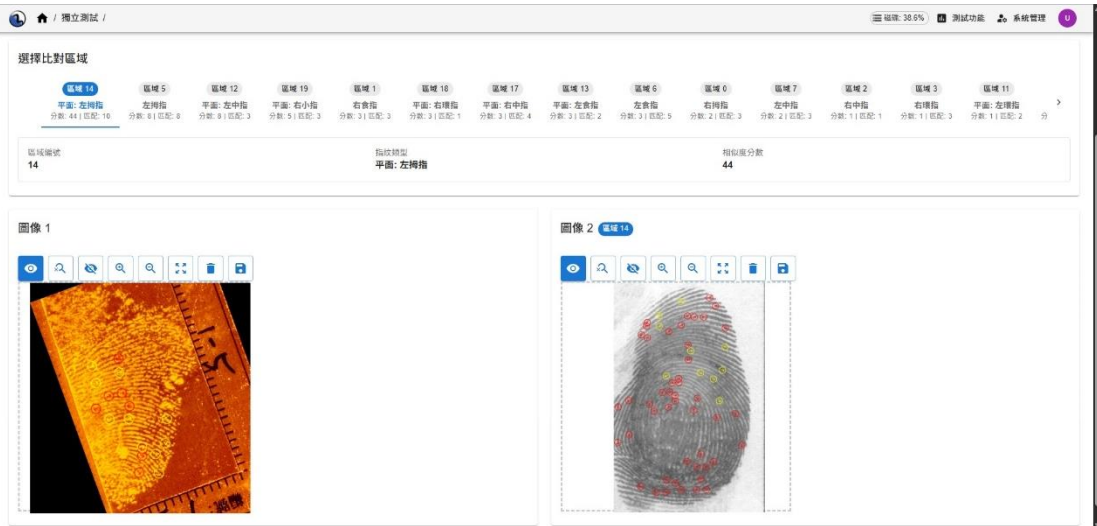 / 獨立測試 /
磁碟: 38.6%
測試功能
系統管理
U
選擇比對區域
區域 14
平面: 左拇指
分數: 44 | 匹配: 10
區域 5
左拇指
分數: 8 | 匹配: 8
區域 12
平面: 左中指
分數: 8 | 匹配: 3
區域 19
平面: 右小指
分數: 5 | 匹配: 3
區域 1
右食指
分數: 3 | 匹配: 3
區域 18
平面: 右環指
分數: 3 | 匹配: 1
區域 17
平面: 右中指
分數: 3 | 匹配: 4
區域 13
平面: 左食指
分數: 3 | 匹配: 2
區域 6
左食指
分數: 3 | 匹配: 5
區域 0
右拇指
分數: 2 | 匹配: 3
區域 7
左中指
分數: 2 | 匹配: 3
區域 2
右中指
分數: 1 | 匹配: 1
區域 3
右環指
分數: 1 | 匹配: 3
區域 11
平面: 左環指
分數: 1 | 匹配: 2
分
區域編號
14
指紋類型
平面: 左拇指
相似度分數
44
圖像 1
圖像 2
區域 14